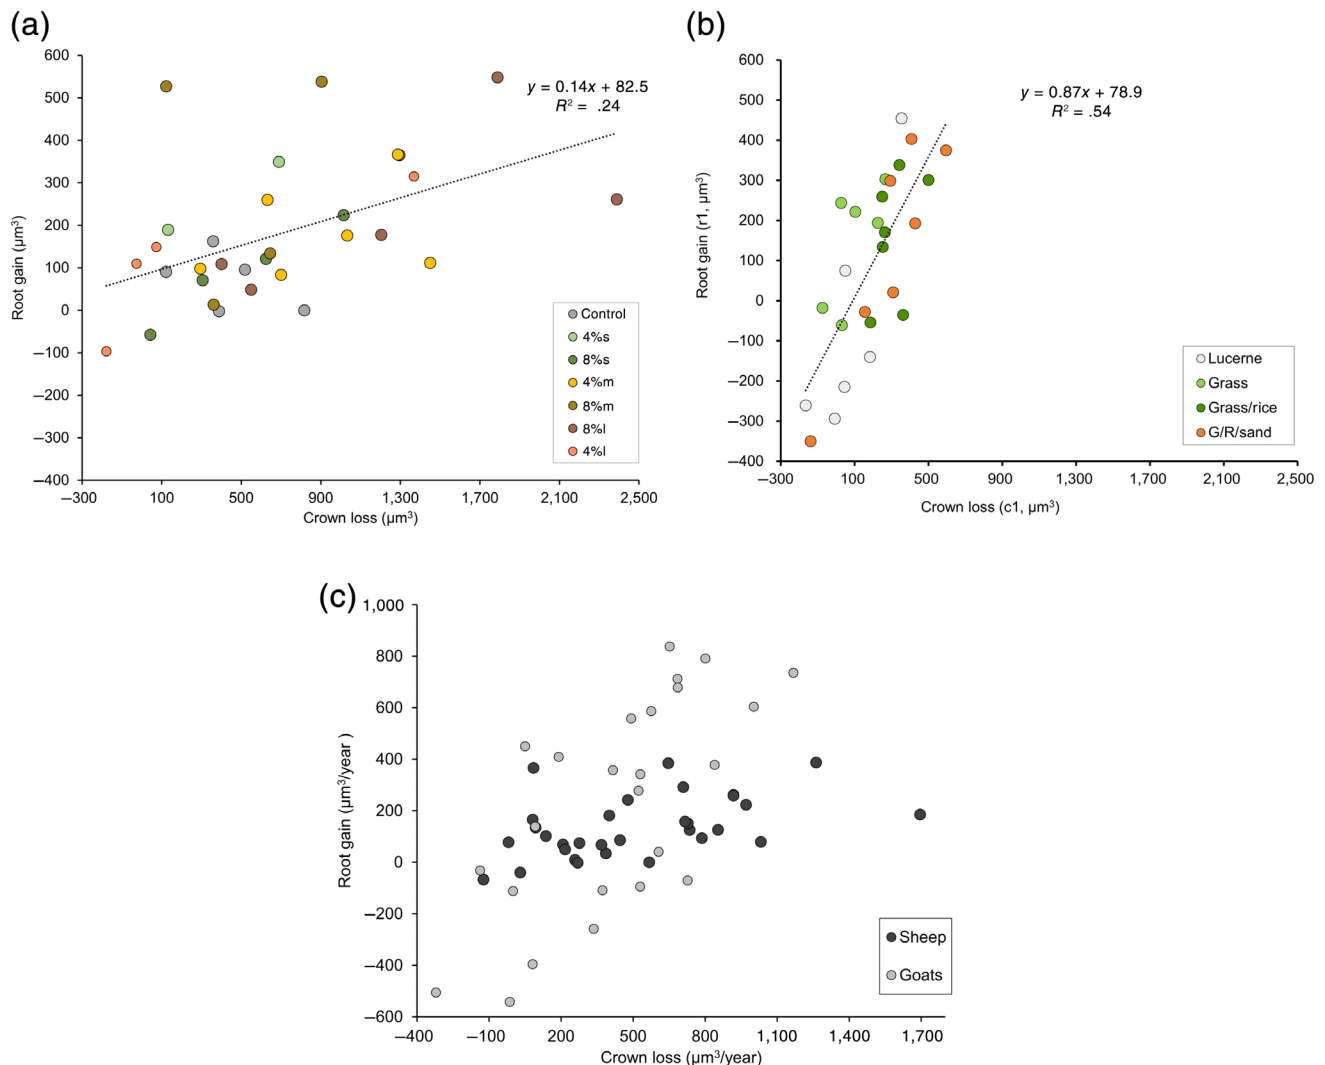 (a)
600
500
400
300
200
100
0
–100
–200
–300
–400
–300
100
500
900
1,300
1,700
2,100
2,500
Root gain (µm³)
Crown loss (µm³)
y = 0.14x + 82.5
R² = .24
Control
4%s
8%s
4%m
8%m
8%l
4%l
(b)
600
500
400
300
200
100
0
–100
–200
–300
–400
–300
100
500
900
1,300
1,700
2,100
2,500
Root gain (r1, µm³)
Crown loss (c1, µm³)
y = 0.87x + 78.9
R² = .54
Lucerne
Grass
Grass/rice
G/R/sand
(c)
1,000
800
600
400
200
0
–200
–400
–600
–400
–100
200
500
800
1,100
1,400
1,700
Root gain (µm³/year )
Crown loss (µm³/year)
Sheep
Goats